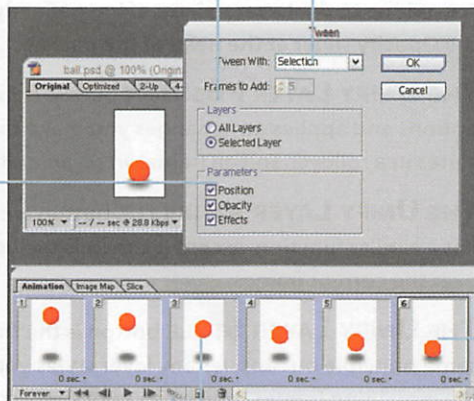 Tween
Tween With: Selection
OK
Frames to Add: 5
Cancel
Layers
All Layers
Selected Layer
Parameters
Position
Opacity
Effects
ball.psd @ 100% (Origin
Original Optimized 2-Up 4-
100% -- / -- sec @ 28.8 kbps
Animation Image Map Slice
1 2 3 4 5 6
0 sec. 0 sec. 0 sec. 0 sec. 0 sec. 0 sec.
Forever